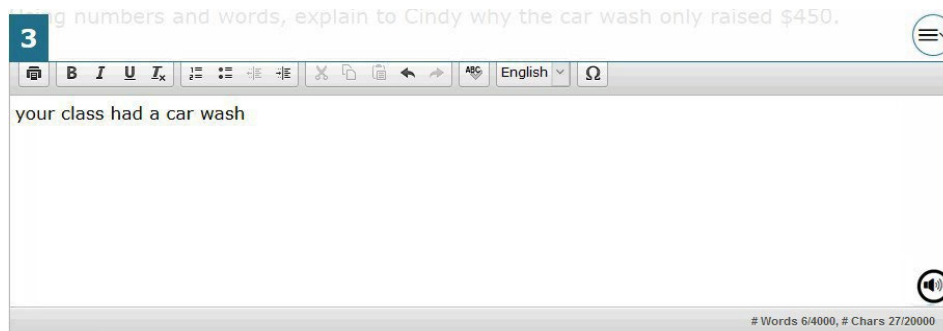 Using numbers and words, explain to Cindy why the car wash only raised $450.
3
B I U Ix ABC English Ω
your class had a car wash
# Words 6/4000, # Chars 27/20000